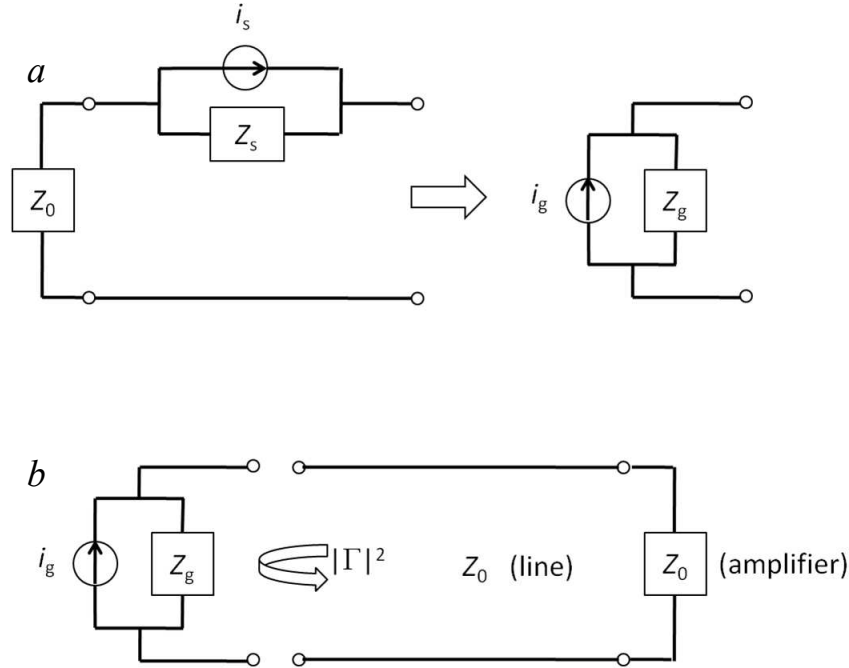 a
i_s
Z_s
Z_0
i_g
Z_g
b
i_g
Z_g
|Γ|²
Z_0 (line)
Z_0
(amplifier)